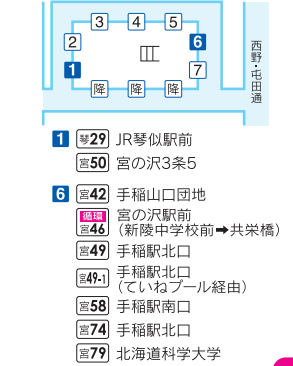 3 4 5
2 6
1 7
降 降 降
西野・屯田通
1 琴29 JR琴似駅前
宮50 宮の沢3条5
6 宮42 手稲山口団地
循環 宮46 宮の沢駅前
(新陵中学校前➡共栄橋)
宮49 手稲駅北口
宮49-1 手稲駅北口
(ていねプール経由)
宮58 手稲駅南口
宮74 手稲駅北口
宮79 北海道科学大学